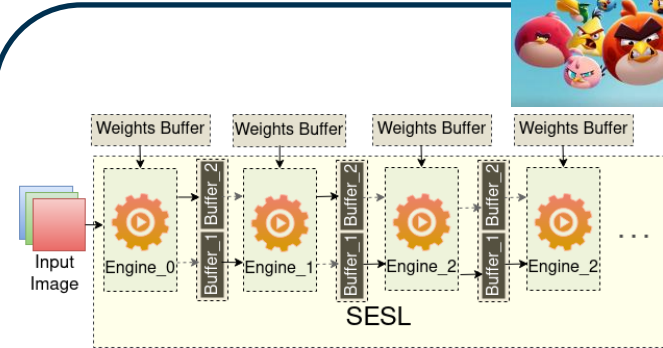 Weights Buffer
Weights Buffer
Weights Buffer
Weights Buffer
Buffer_2
Buffer_2
Buffer_2
Input
Image
Engine_0
Buffer_1
Engine_1
Buffer_1
Engine_2
Buffer_1
Engine_2
...
SESL